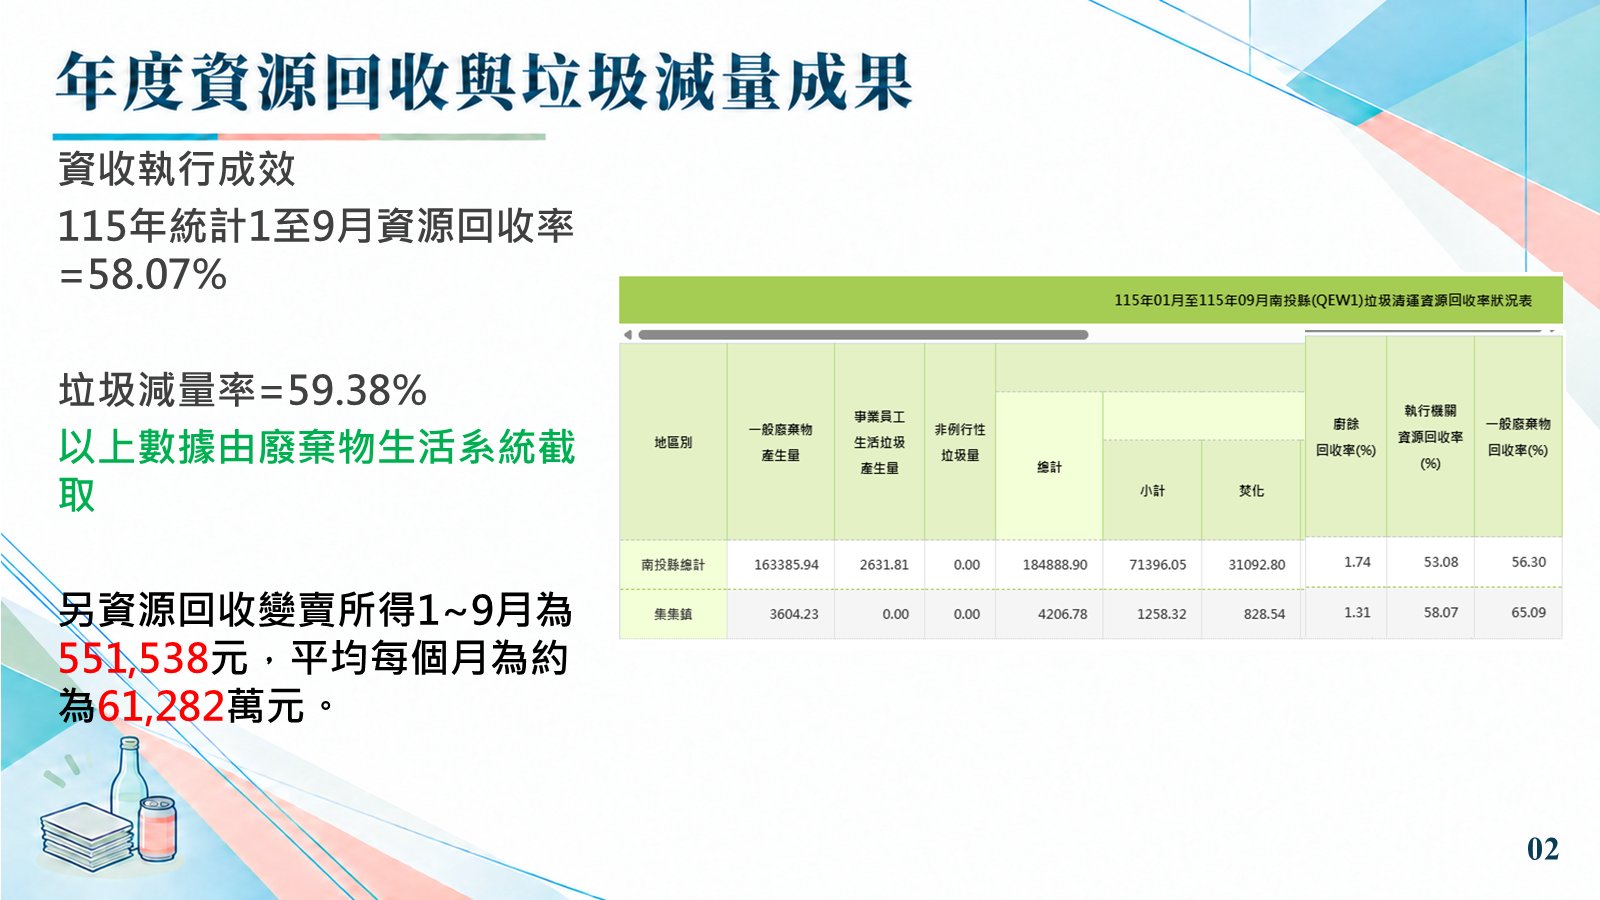 年度資源回收與垃圾減量成果
資收執行成效
115年統計1至9月資源回收率
=58.07%
垃圾減量率=59.38%
以上數據由廢棄物生活系統截
取
另資源回收變賣所得1~9月為
551,538元，平均每個月為約
為61,282萬元。
115年01月至115年09月南投縣(QEW1)垃圾清運資源回收率狀況表
地區別 一般廢棄物產生量 事業員工生活垃圾產生量 非例行性垃圾量 總計 小計 焚化 廚餘回收率(%) 執行機關資源回收率(%) 一般廢棄物回收率(%)
南投縣總計 163385.94 2631.81 0.00 184888.90 71396.05 31092.80 1.74 53.08 56.30
集集鎮 3604.23 0.00 0.00 4206.78 1258.32 828.54 1.31 58.07 65.09
02